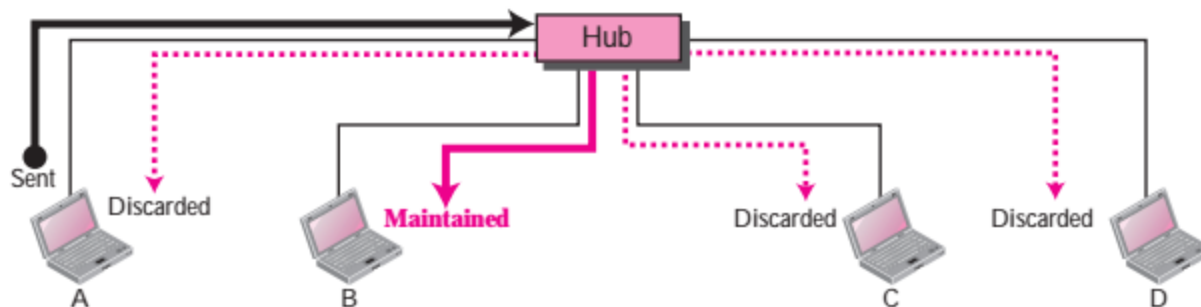 Hub
Sent
Discarded
Maintained
Discarded
Discarded
A
B
C
D